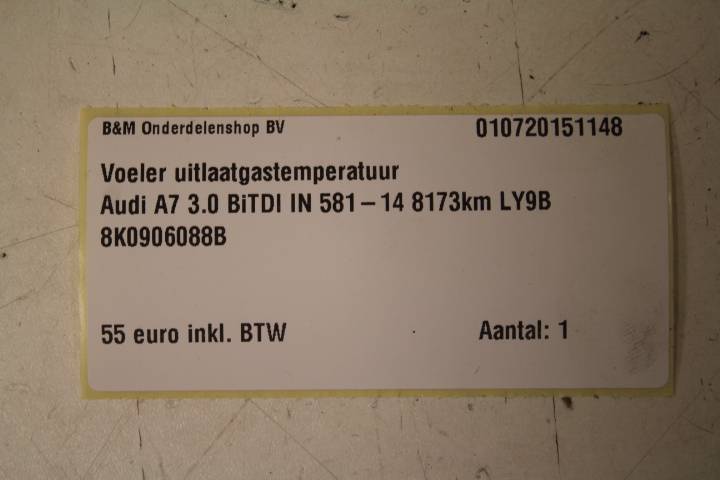 B&M Onderdelenshop BV 010720151148
Voeler uitlaatgastemperatuur
Audi A7 3.0 BiTDI IN 581-14 8173km LY9B
8K0906088B
55 euro inkl. BTW Aantal: 1